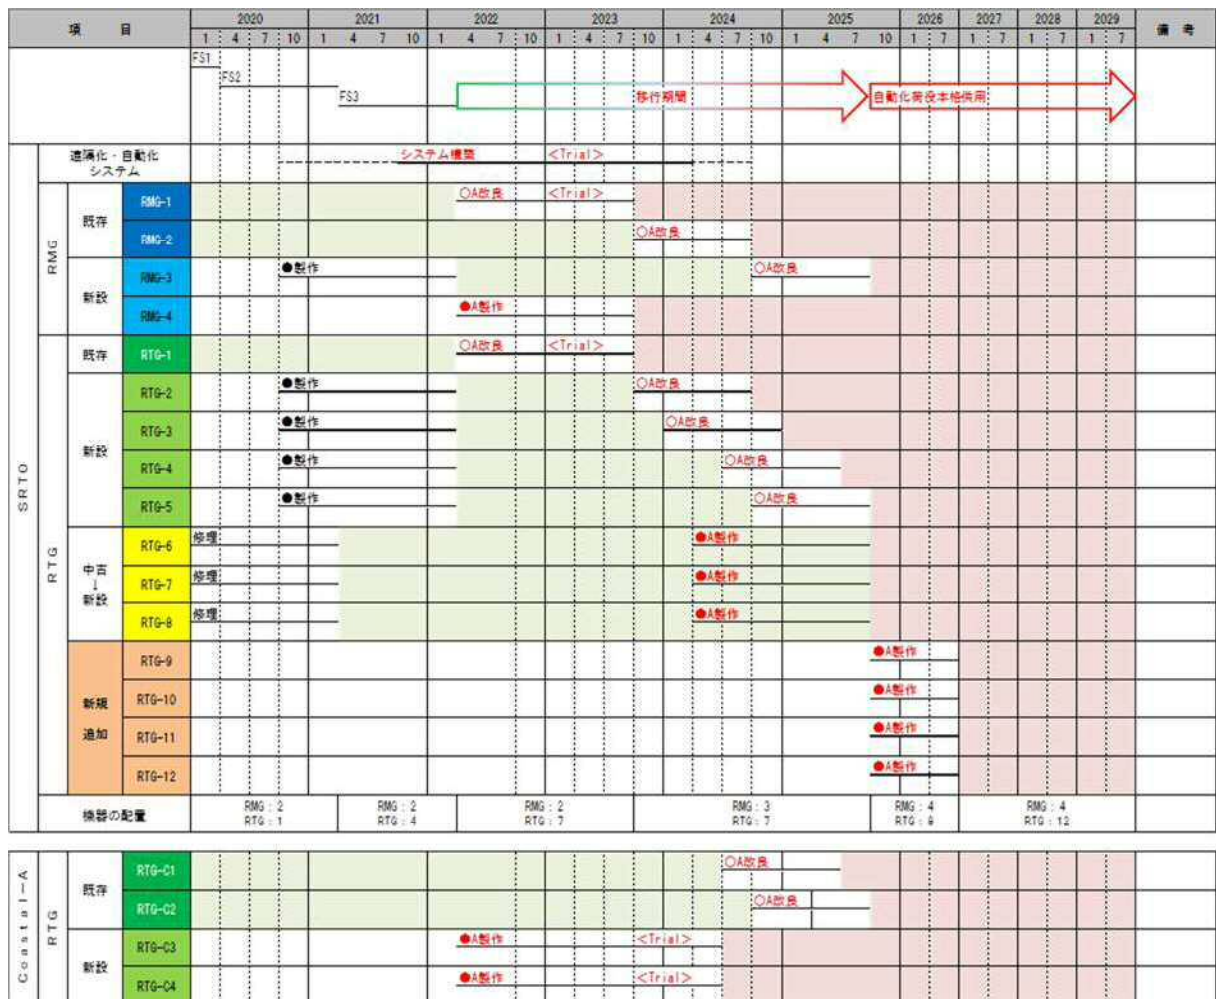 項 目 2020 2021 2022 2023 2024 2025 2026 2027 2028 2029 備 考
1 4 7 10 1 4 7 10 1 4 7 10 1 4 7 10 1 4 7 10 1 4 7 10 1 7 1 7 1 7 1 7
FS1
FS2
FS3
移行期間 自動化荷役本格供用
遠隔化・自動化
システム
システム構築 <Trial>
SRTO
RMG
既存
RMG-1 ○A改良 <Trial>
RMG-2 ○A改良
新設
RMG-3 ●製作 ○A改良
RMG-4 ●A製作
RTG
既存 RTG-1 ○A改良 <Trial>
新設
RTG-2 ●製作 ○A改良
RTG-3 ●製作 ○A改良
RTG-4 ●製作 ○A改良
RTG-5 ●製作 ○A改良
中古
↓
新設
RTG-6 修理 ●A製作
RTG-7 修理 ●A製作
RTG-8 修理 ●A製作
新規
追加
RTG-9 ●A製作
RTG-10 ●A製作
RTG-11 ●A製作
RTG-12 ●A製作
機器の配置
RMG：2 RMG：2 RMG：2 RMG：3 RMG：4 RMG：4
RTG：1 RTG：4 RTG：7 RTG：7 RTG：8 RTG：12
Coastal-A
RTG
既存
RTG-C1 ○A改良
RTG-C2 ○A改良
新設
RTG-C3 ●A製作 <Trial>
RTG-C4 ●A製作 <Trial>